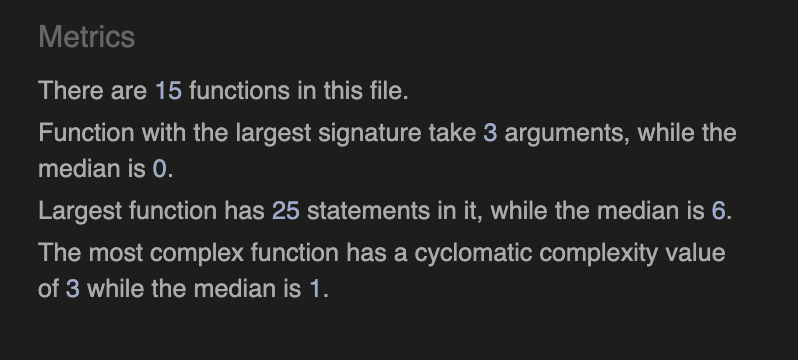 Metrics
There are 15 functions in this file.
Function with the largest signature take 3 arguments, while the
median is 0.
Largest function has 25 statements in it, while the median is 6.
The most complex function has a cyclomatic complexity value
of 3 while the median is 1.